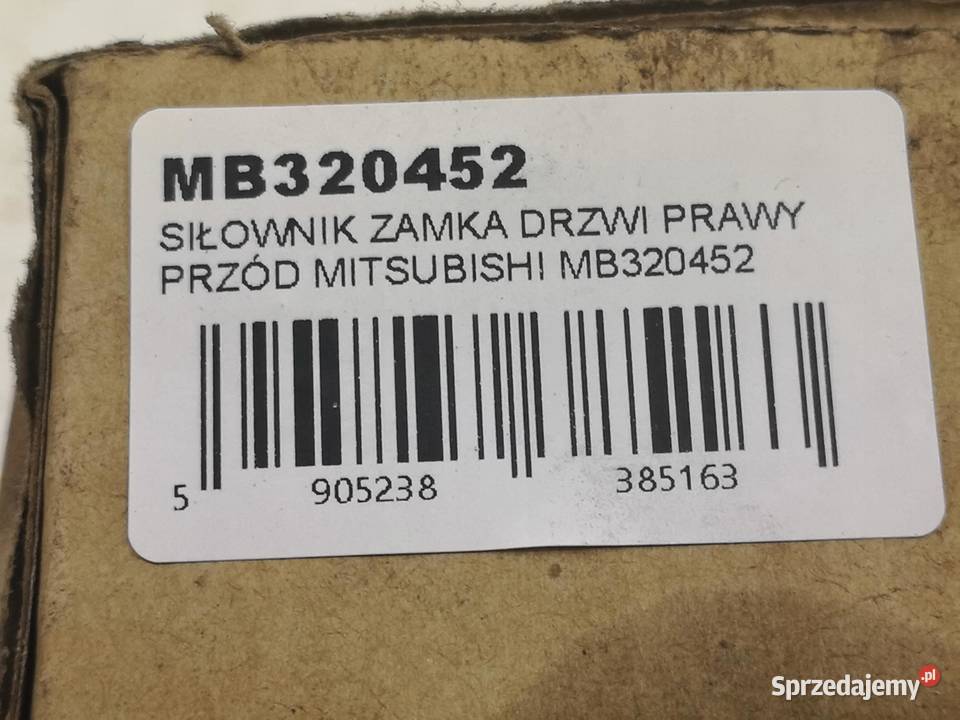 MB320452
SIŁOWNIK ZAMKA DRZWI PRAWY
PRZÓD MITSUBISHI MB320452
5 905238 385163
Sprzedajemy.pl